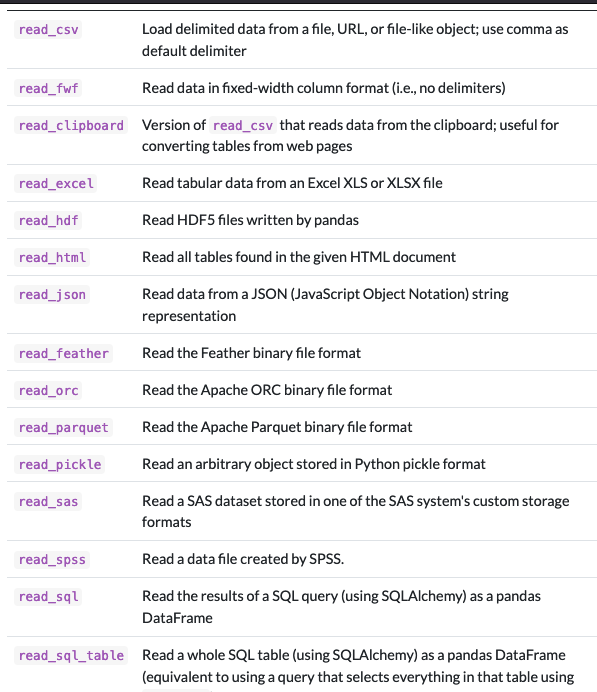 read_csv Load delimited data from a file, URL, or file-like object; use comma as
default delimiter
read_fwf Read data in fixed-width column format (i.e., no delimiters)
read_clipboard Version of read_csv that reads data from the clipboard; useful for
converting tables from web pages
read_excel Read tabular data from an Excel XLS or XLSX file
read_hdf Read HDF5 files written by pandas
read_html Read all tables found in the given HTML document
read_json Read data from a JSON (JavaScript Object Notation) string
representation
read_feather Read the Feather binary file format
read_orc Read the Apache ORC binary file format
read_parquet Read the Apache Parquet binary file format
read_pickle Read an arbitrary object stored in Python pickle format
read_sas Read a SAS dataset stored in one of the SAS system's custom storage
formats
read_spss Read a data file created by SPSS.
read_sql Read the results of a SQL query (using SQLAlchemy) as a pandas
DataFrame
read_sql_table Read a whole SQL table (using SQLAlchemy) as a pandas DataFrame
(equivalent to using a query that selects everything in that table using